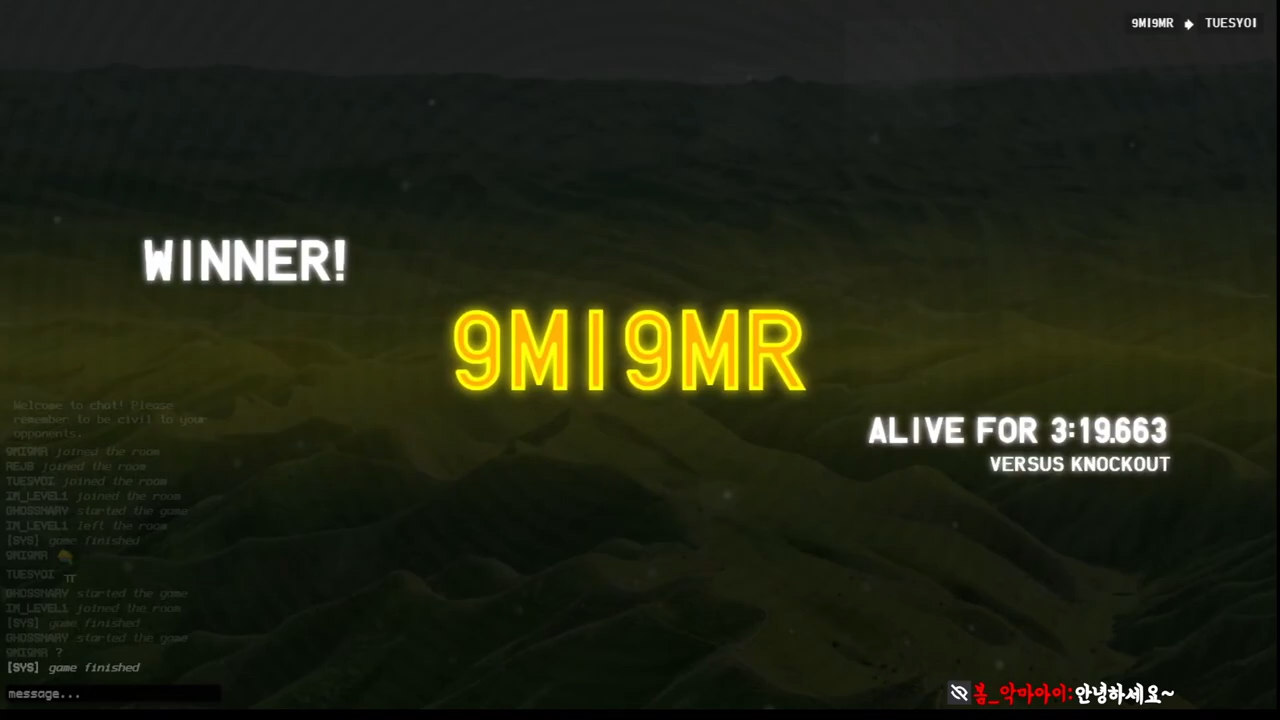 9MI9MR TUESYOI
WINNER!
9MI9MR
ALIVE FOR 3:19.663
VERSUS KNOCKOUT
Welcome to chat! Please
remember to be civil to your
opponents.
9MI9MR joined the room
REJB joined the room
TUESYOI joined the room
IM_LEVEL1 joined the room
GHOSSMARY started the game
IM_LEVEL1 left the room
[SYS] game finished
9MI9MR
TUESYOI ㅠ
GHOSSMARY started the game
IM_LEVEL1 joined the room
[SYS] game finished
GHOSSMARY started the game
9MI9MR ?
[SYS] game finished
message...
봄_악마아이: 안녕하세요~